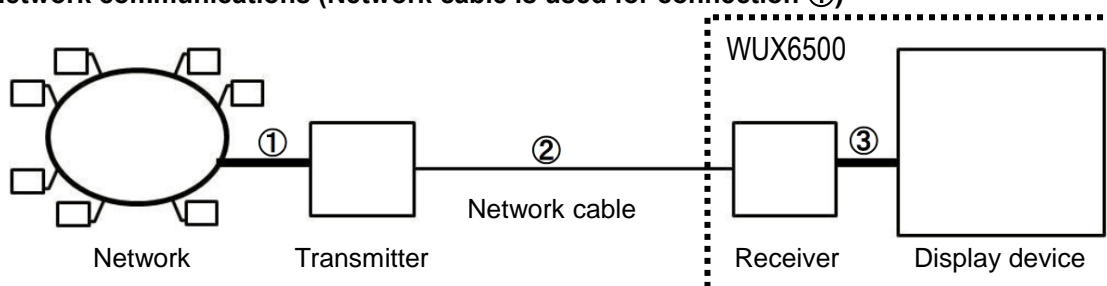 network communications (Network cable is used for connection ①)
WUX6500
①
②
③
Network cable
Network
Transmitter
Receiver
Display device